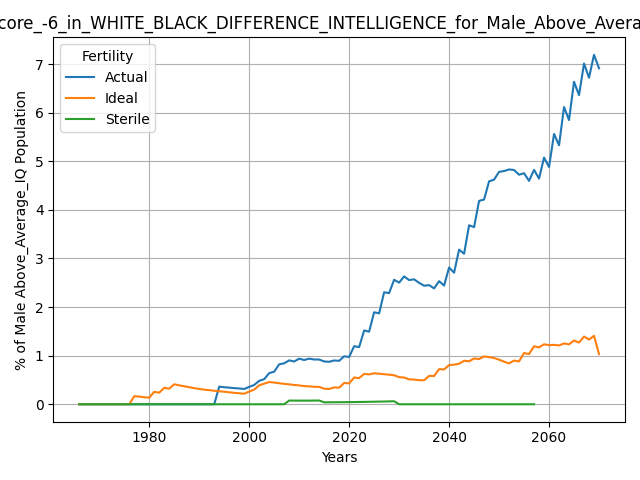 core_-6_in_WHITE_BLACK_DIFFERENCE_INTELLIGENCE_for_Male_Above_Avera
Fertility
Actual
Ideal
Sterile
% of Male Above_Average_IQ Population
7
6
5
4
3
2
1
0
1980 2000 2020 2040 2060
Years